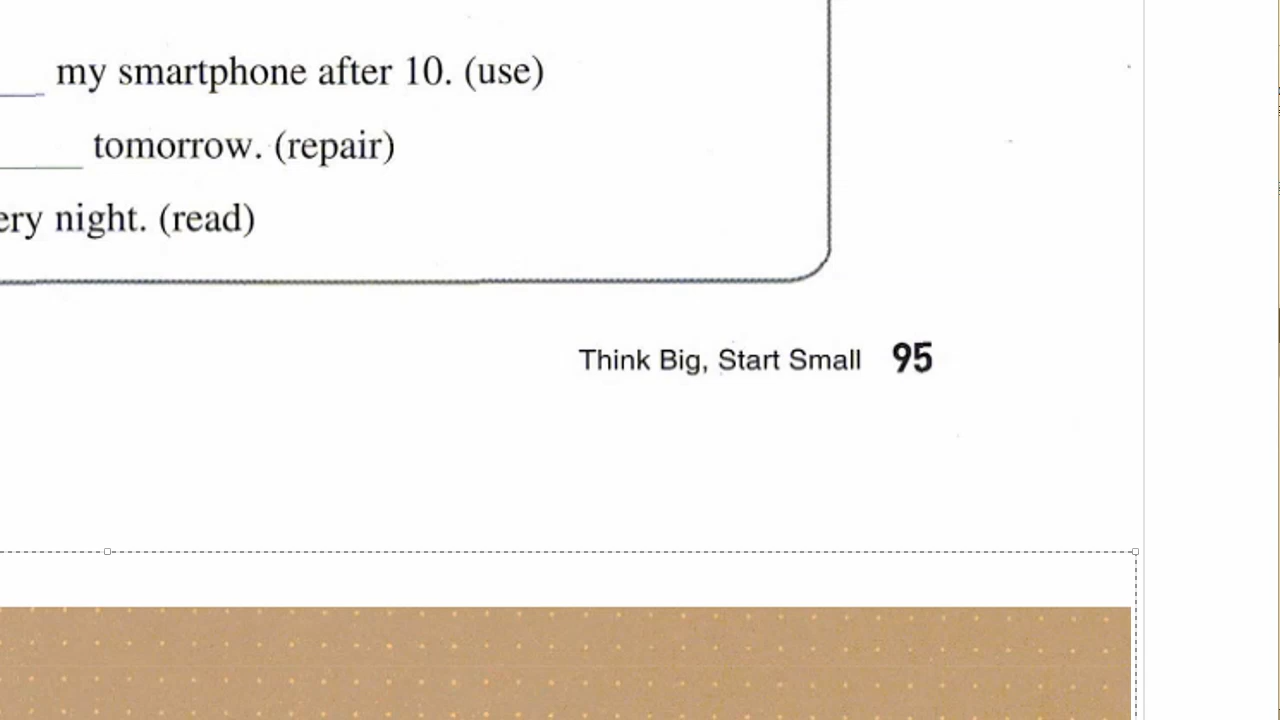 my smartphone after 10. (use)
tomorrow. (repair)
ery night. (read)
Think Big, Start Small 95